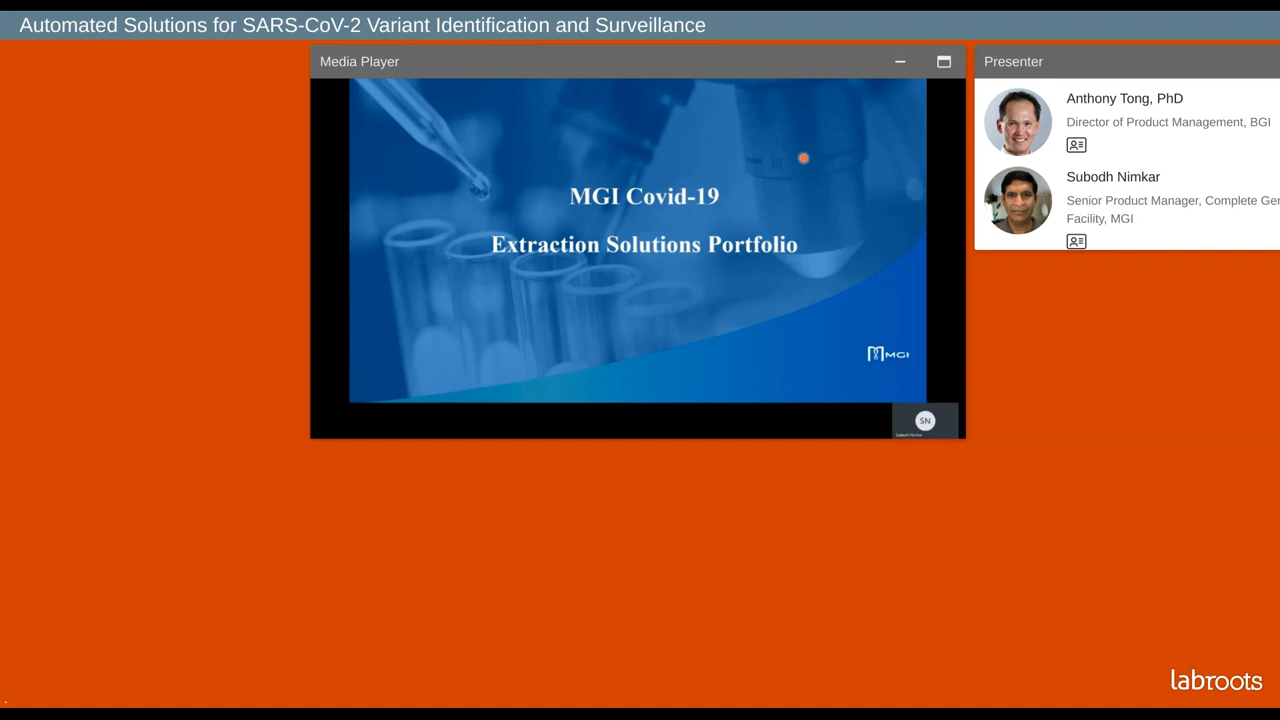 Automated Solutions for SARS-CoV-2 Variant Identification and Surveillance
Media Player
MGI Covid-19
Extraction Solutions Portfolio
MGI
SN
Presenter
Anthony Tong, PhD
Director of Product Management, BGI
Subodh Nimkar
Senior Product Manager, Complete Ge
Facility, MGI
labroots